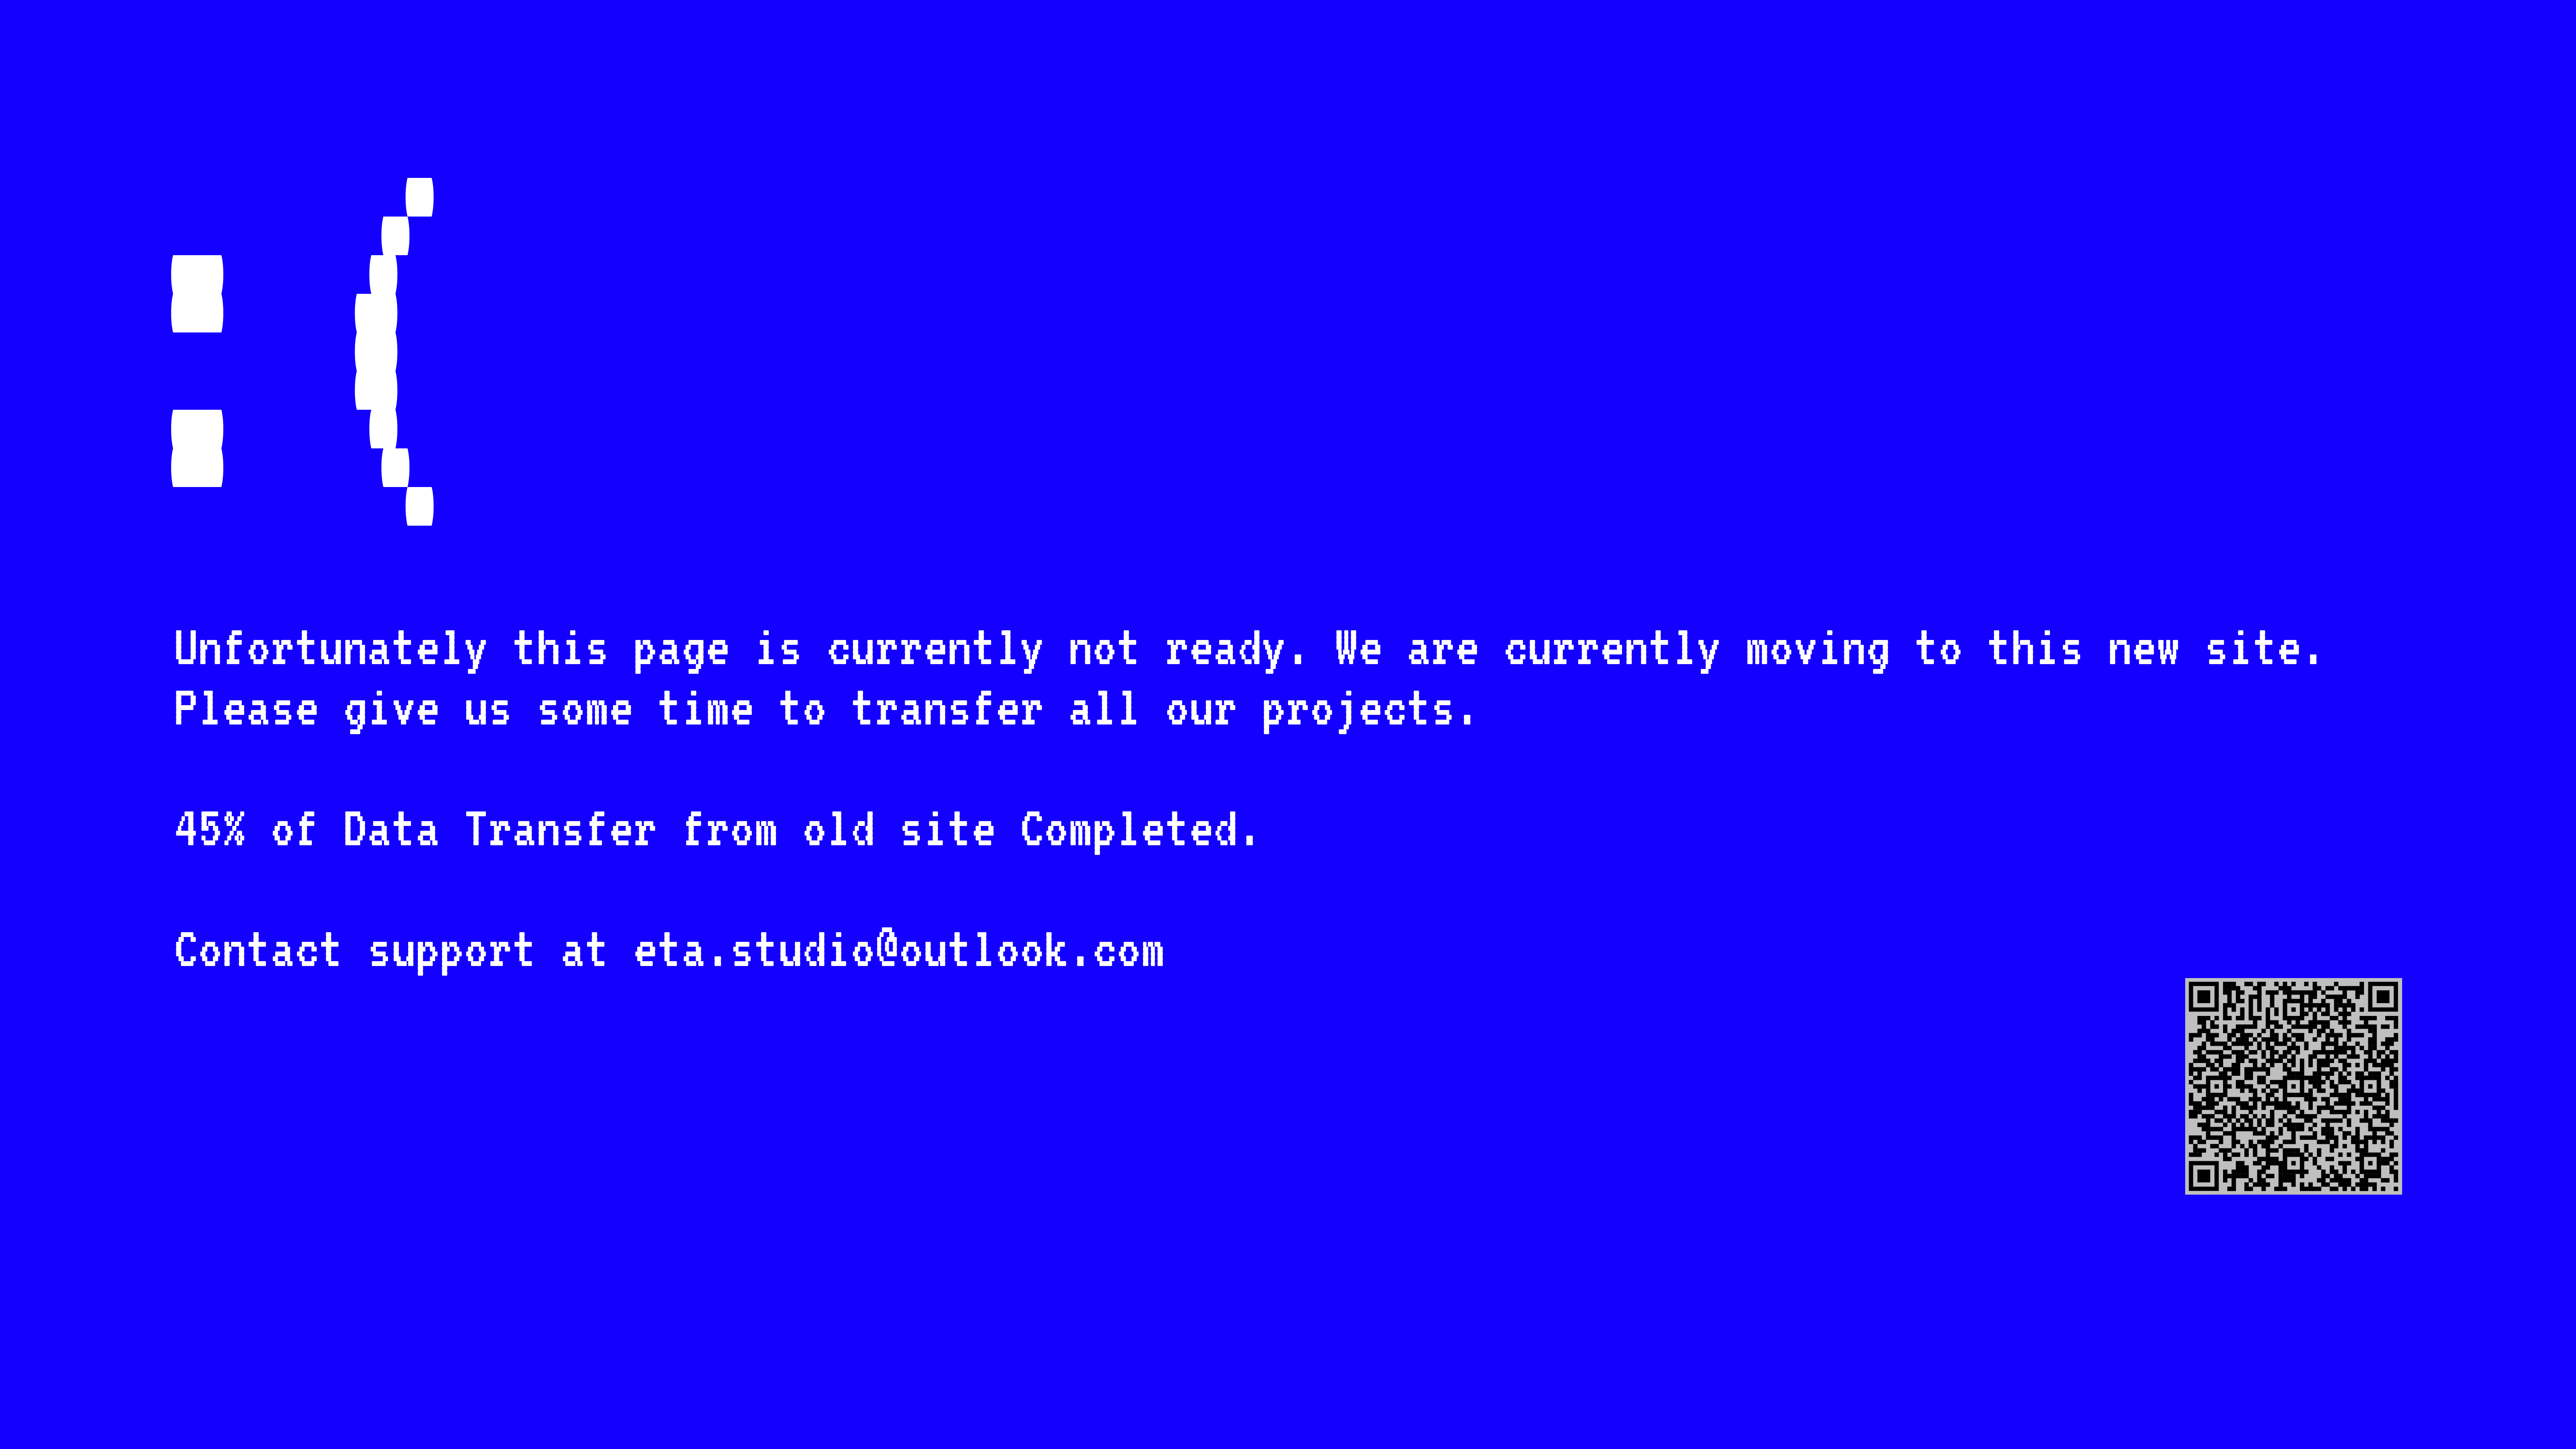 :(
Unfortunately this page is currently not ready. We are currently moving to this new site.
Please give us some time to transfer all our projects.
45% of Data Transfer from old site Completed.
Contact support at eta.studio@outlook.com